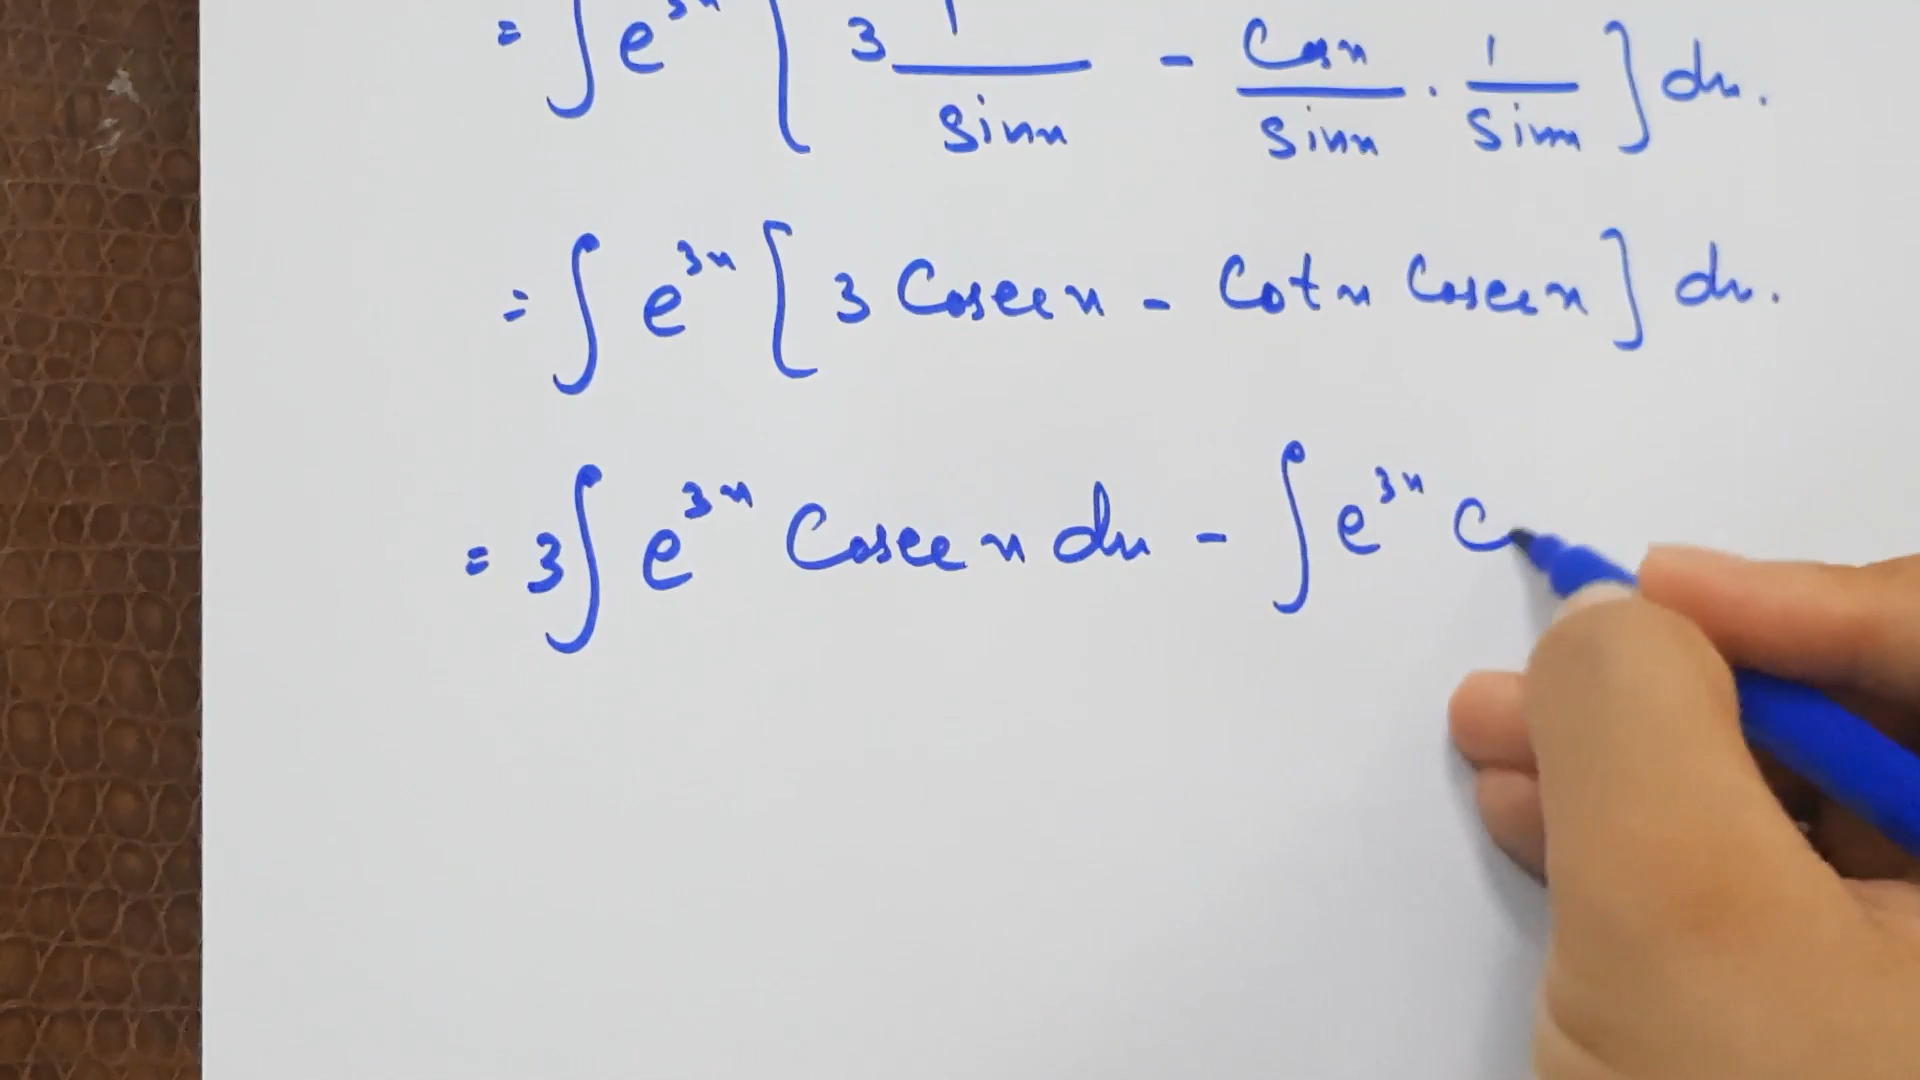 = ∫ e^{3x} [ 3 1/sinx - cosx/sinx . 1/sinx ] dx.
= ∫ e^{3x} [ 3 Cosecx - Cotx Cosecx ] dx.
= 3∫ e^{3x} Cosecx dx - ∫ e^{3x} C